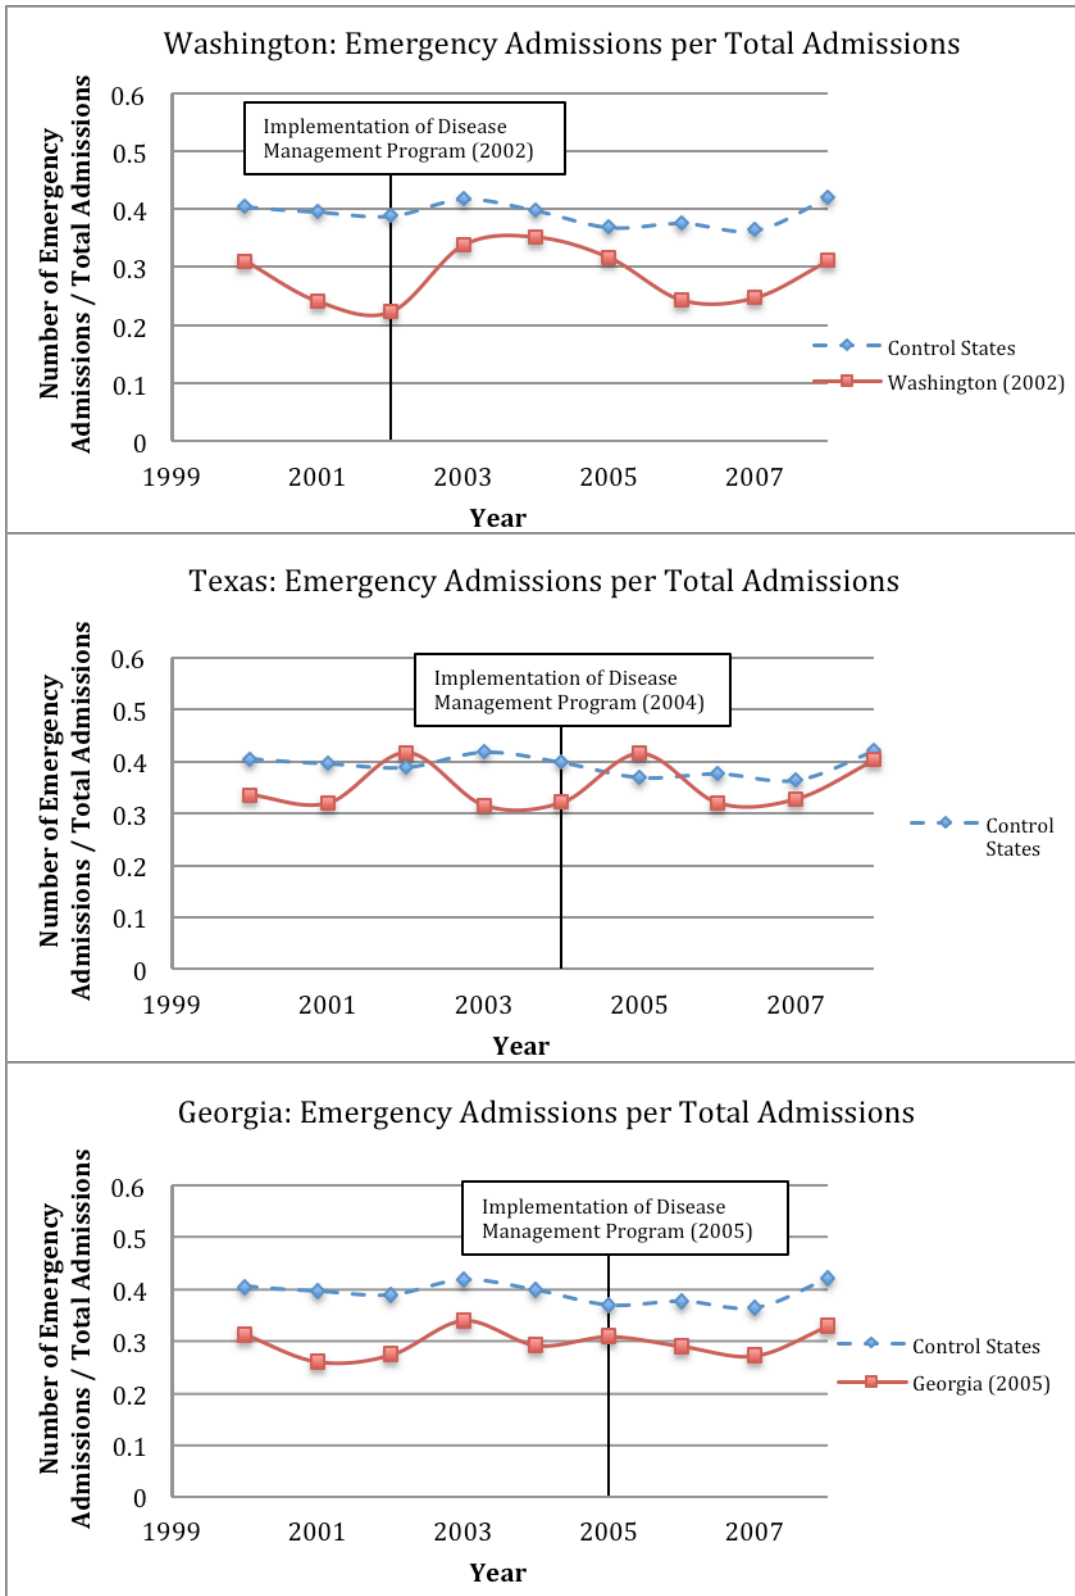 Washington: Emergency Admissions per Total Admissions
Number of Emergency
Admissions / Total Admissions
0.6
0.5
0.4
0.3
0.2
0.1
0
Implementation of Disease
Management Program (2002)
Control States
Washington (2002)
1999 2001 2003 2005 2007
Year
Texas: Emergency Admissions per Total Admissions
Number of Emergency
Admissions / Total Admissions
0.6
0.5
0.4
0.3
0.2
0.1
0
Implementation of Disease
Management Program (2004)
Control
States
1999 2001 2003 2005 2007
Year
Georgia: Emergency Admissions per Total Admissions
Number of Emergency
Admissions / Total Admissions
0.6
0.5
0.4
0.3
0.2
0.1
0
Implementation of Disease
Management Program (2005)
Control States
Georgia (2005)
1999 2001 2003 2005 2007
Year